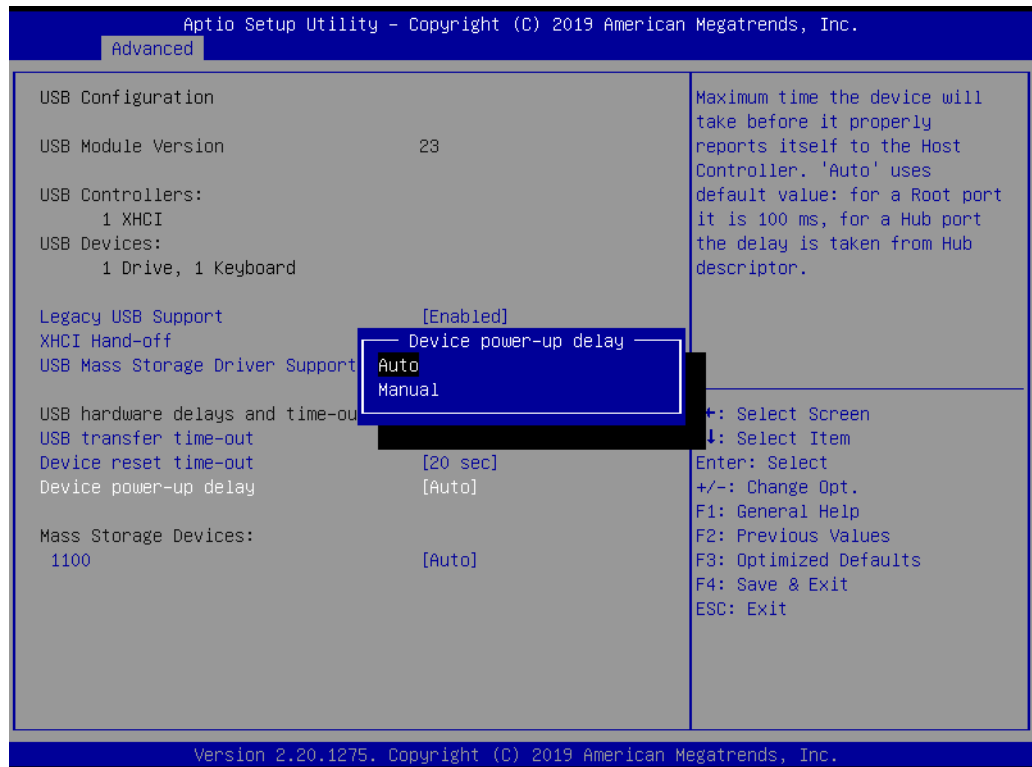 Aptio Setup Utility – Copyright (C) 2019 American Megatrends, Inc.
Advanced
USB Configuration
USB Module Version 23
USB Controllers:
1 XHCI
USB Devices:
1 Drive, 1 Keyboard
Legacy USB Support [Enabled]
XHCI Hand-off
USB Mass Storage Driver Support
USB hardware delays and time-ou
USB transfer time-out
Device reset time-out [20 sec]
Device power-up delay [Auto]
Mass Storage Devices:
1100 [Auto]
Device power-up delay
Auto
Manual
Maximum time the device will
take before it properly
reports itself to the Host
Controller. 'Auto' uses
default value: for a Root port
it is 100 ms, for a Hub port
the delay is taken from Hub
descriptor.
: Select Screen
: Select Item
Enter: Select
+/-: Change Opt.
F1: General Help
F2: Previous Values
F3: Optimized Defaults
F4: Save & Exit
ESC: Exit
Version 2.20.1275. Copyright (C) 2019 American Megatrends, Inc.